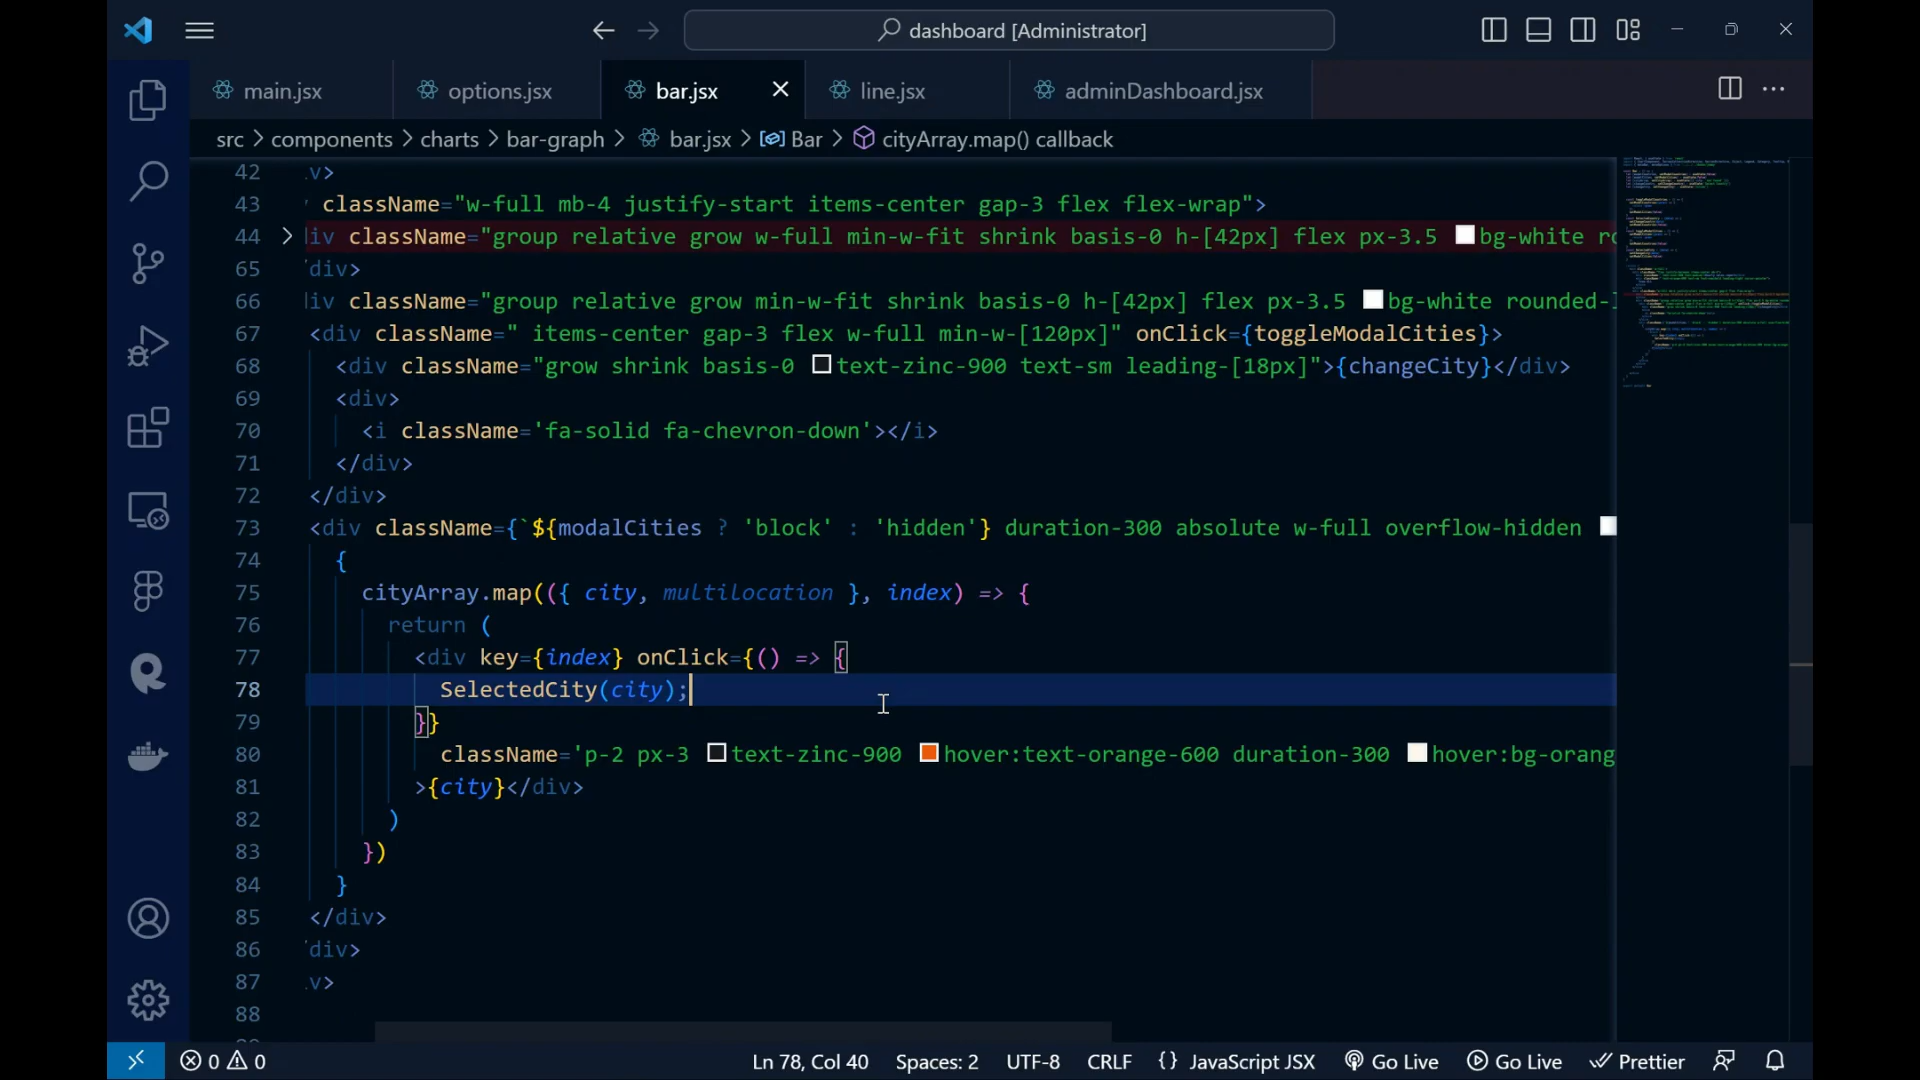 dashboard [Administrator]
main.jsx
options.jsx
bar.jsx
line.jsx
adminDashboard.jsx
src > components > charts > bar-graph > bar.jsx > Bar > cityArray.map() callback
42 v>
43 className="w-full mb-4 justify-start items-center gap-3 flex flex-wrap">
44 div className="group relative grow w-full min-w-fit shrink basis-0 h-[42px] flex px-3.5 bg-white ro
65 div>
66 div className="group relative grow min-w-fit shrink basis-0 h-[42px] flex px-3.5 bg-white rounded-l
67 <div className=" items-center gap-3 flex w-full min-w-[120px]" onClick={toggleModalCities}>
68 <div className="grow shrink basis-0 text-zinc-900 text-sm leading-[18px]">{changeCity}</div>
69 <div>
70 <i className='fa-solid fa-chevron-down'></i>
71 </div>
72 </div>
73 <div className={`${modalCities ? 'block' : 'hidden'} duration-300 absolute w-full overflow-hidden
74 {
75 cityArray.map(({ city, multilocation }, index) => {
76 return (
77 <div key={index} onClick={() => {
78 SelectedCity(city);
79 }}
80 className='p-2 px-3 text-zinc-900 hover:text-orange-600 duration-300 hover:bg-orang
81 >{city}</div>
82 )
83 })
84 }
85 </div>
86 div>
87 v>
88
0 0
Ln 78, Col 40
Spaces: 2
UTF-8
CRLF
{} JavaScript JSX
Go Live
Go Live
Prettier